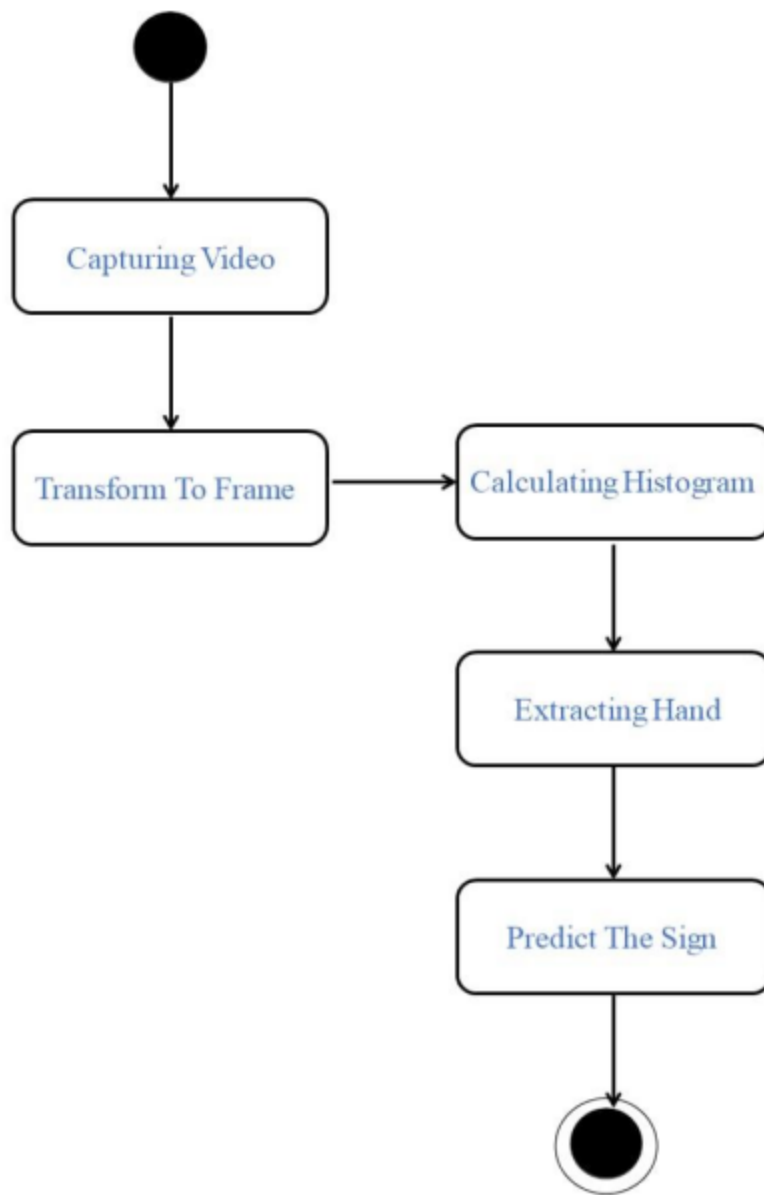 Capturing Video
Transform To Frame
Calculating Histogram
Extracting Hand
Predict The Sign